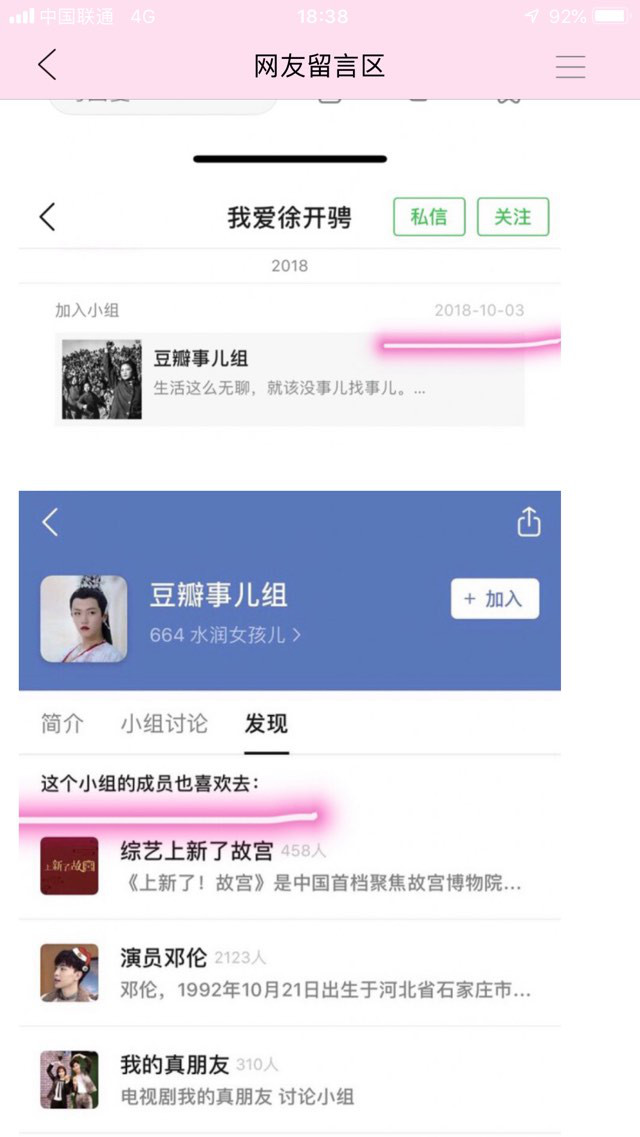 中国联通 4G 18:38 92%
网友留言区
我爱徐开骋 私信 关注
2018
加入小组 2018-10-03
豆瓣事儿组
生活这么无聊，就该没事儿找事儿。...
豆瓣事儿组
+ 加入
664 水润女孩儿 >
简介 小组讨论 发现
这个小组的成员也喜欢去：
综艺上新了故宫 458人
上新了故宫
《上新了！故宫》是中国首档聚焦故宫博物院...
演员邓伦 2123人
邓伦，1992年10月21日出生于河北省石家庄市...
我的真朋友 310人
电视剧我的真朋友 讨论小组